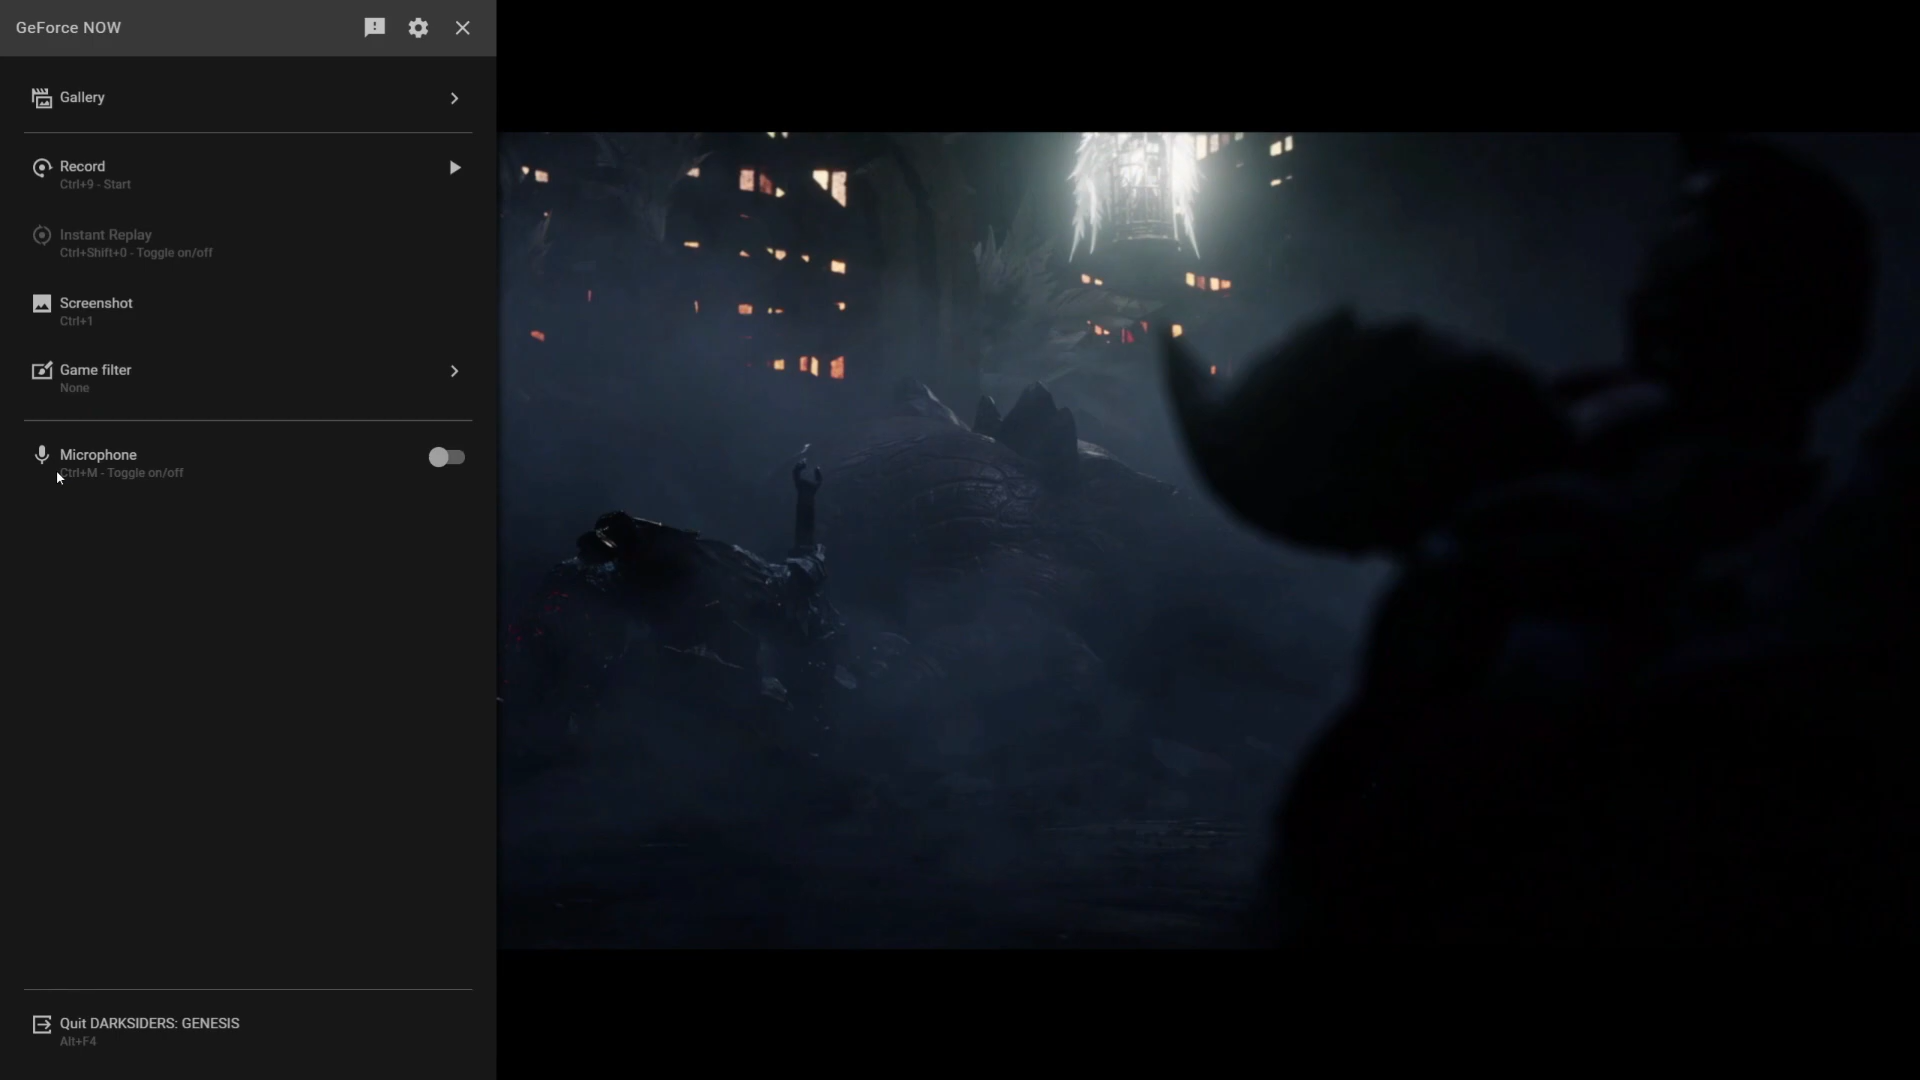 GeForce NOW
Gallery
Record
Ctrl+9 - Start
Instant Replay
Ctrl+Shift+0 - Toggle on/off
Screenshot
Ctrl+1
Game filter
None
Microphone
Ctrl+M - Toggle on/off
Quit DARKSIDERS: GENESIS
Alt+F4